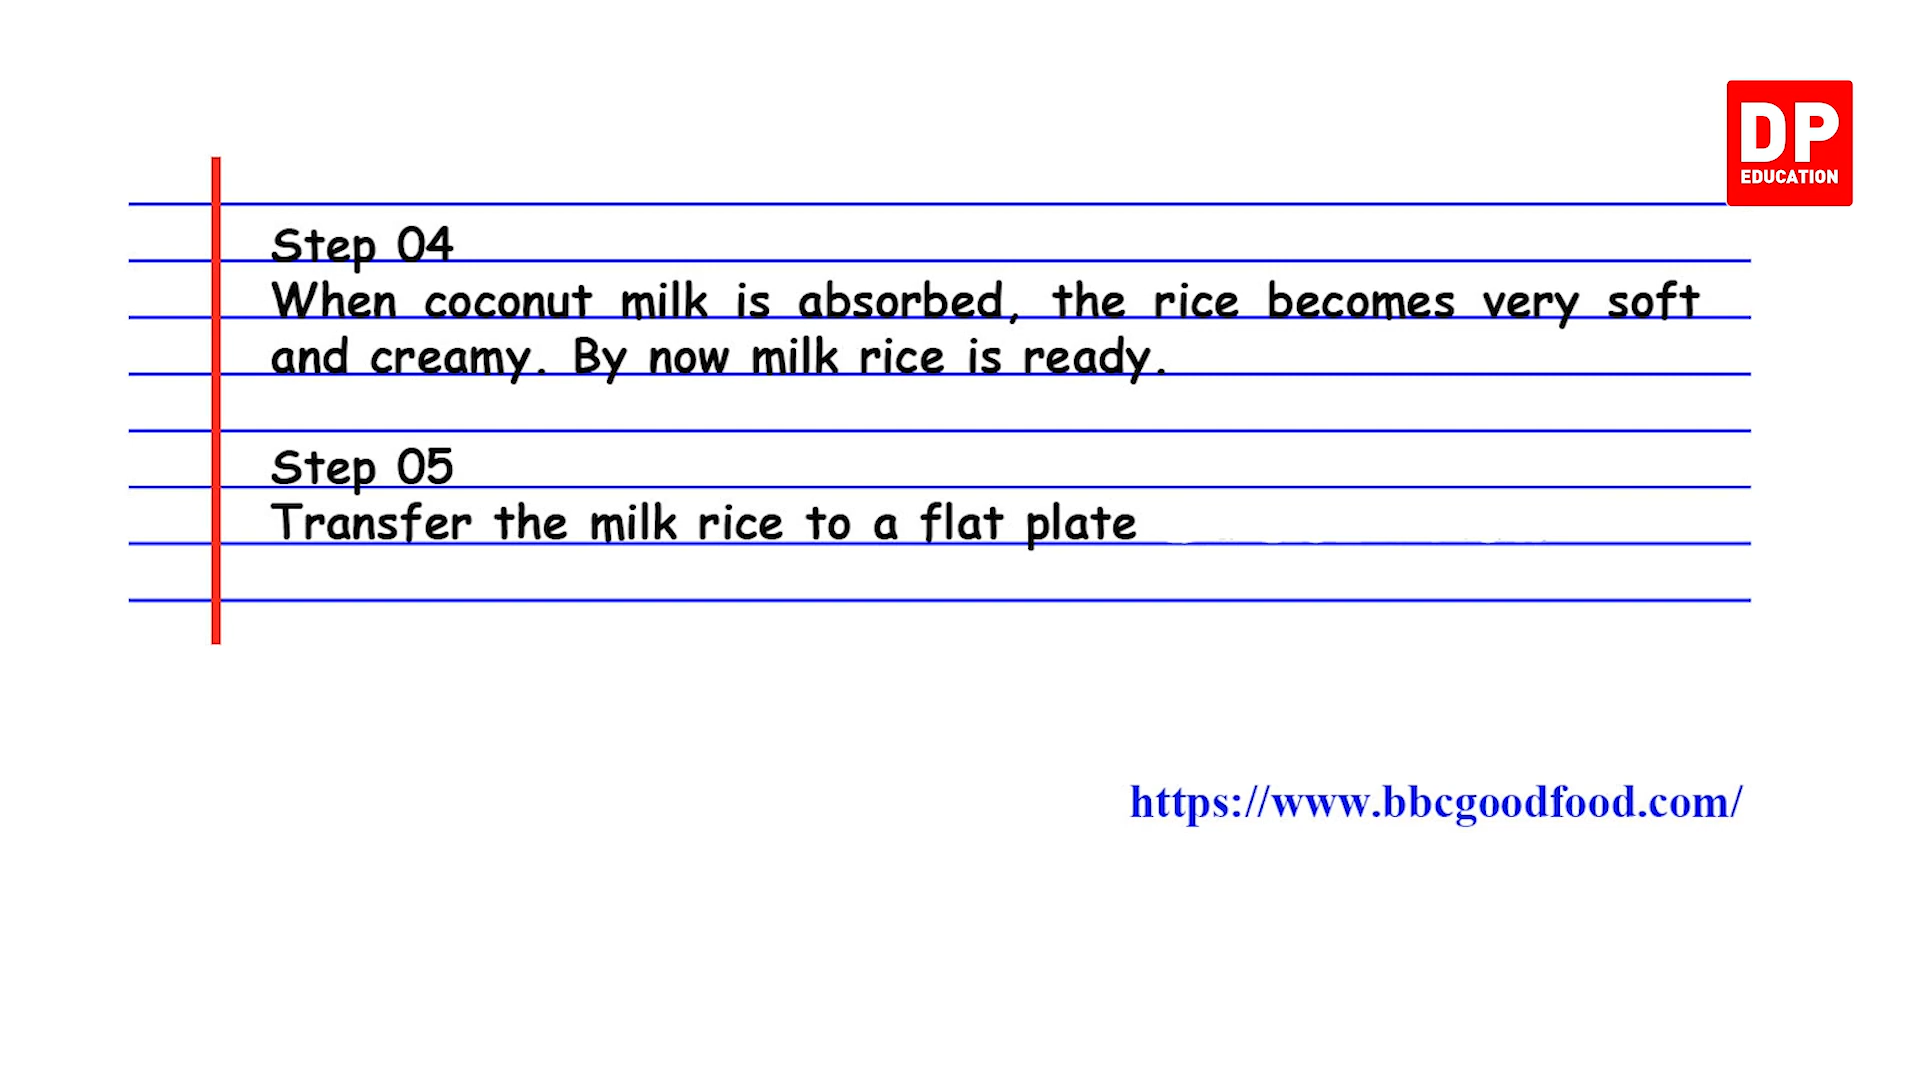 DP
EDUCATION
Step 04
When coconut milk is absorbed, the rice becomes very soft
and creamy. By now milk rice is ready.
Step 05
Transfer the milk rice to a flat plate
https://www.bbcgoodfood.com/